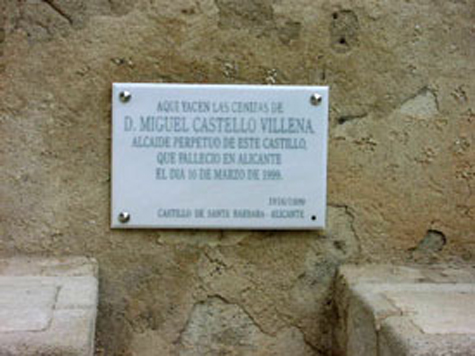 AQUI YACEN LAS CENIZAS DE
D. MIGUEL CASTELLO VILLENA
ALCAIDE PERPETUO DE ESTE CASTILLO,
QUE FALLECIO EN ALICANTE
EL DIA 10 DE MARZO DE 1999.
CASTILLO DE SANTA BARBARA - ALICANTE